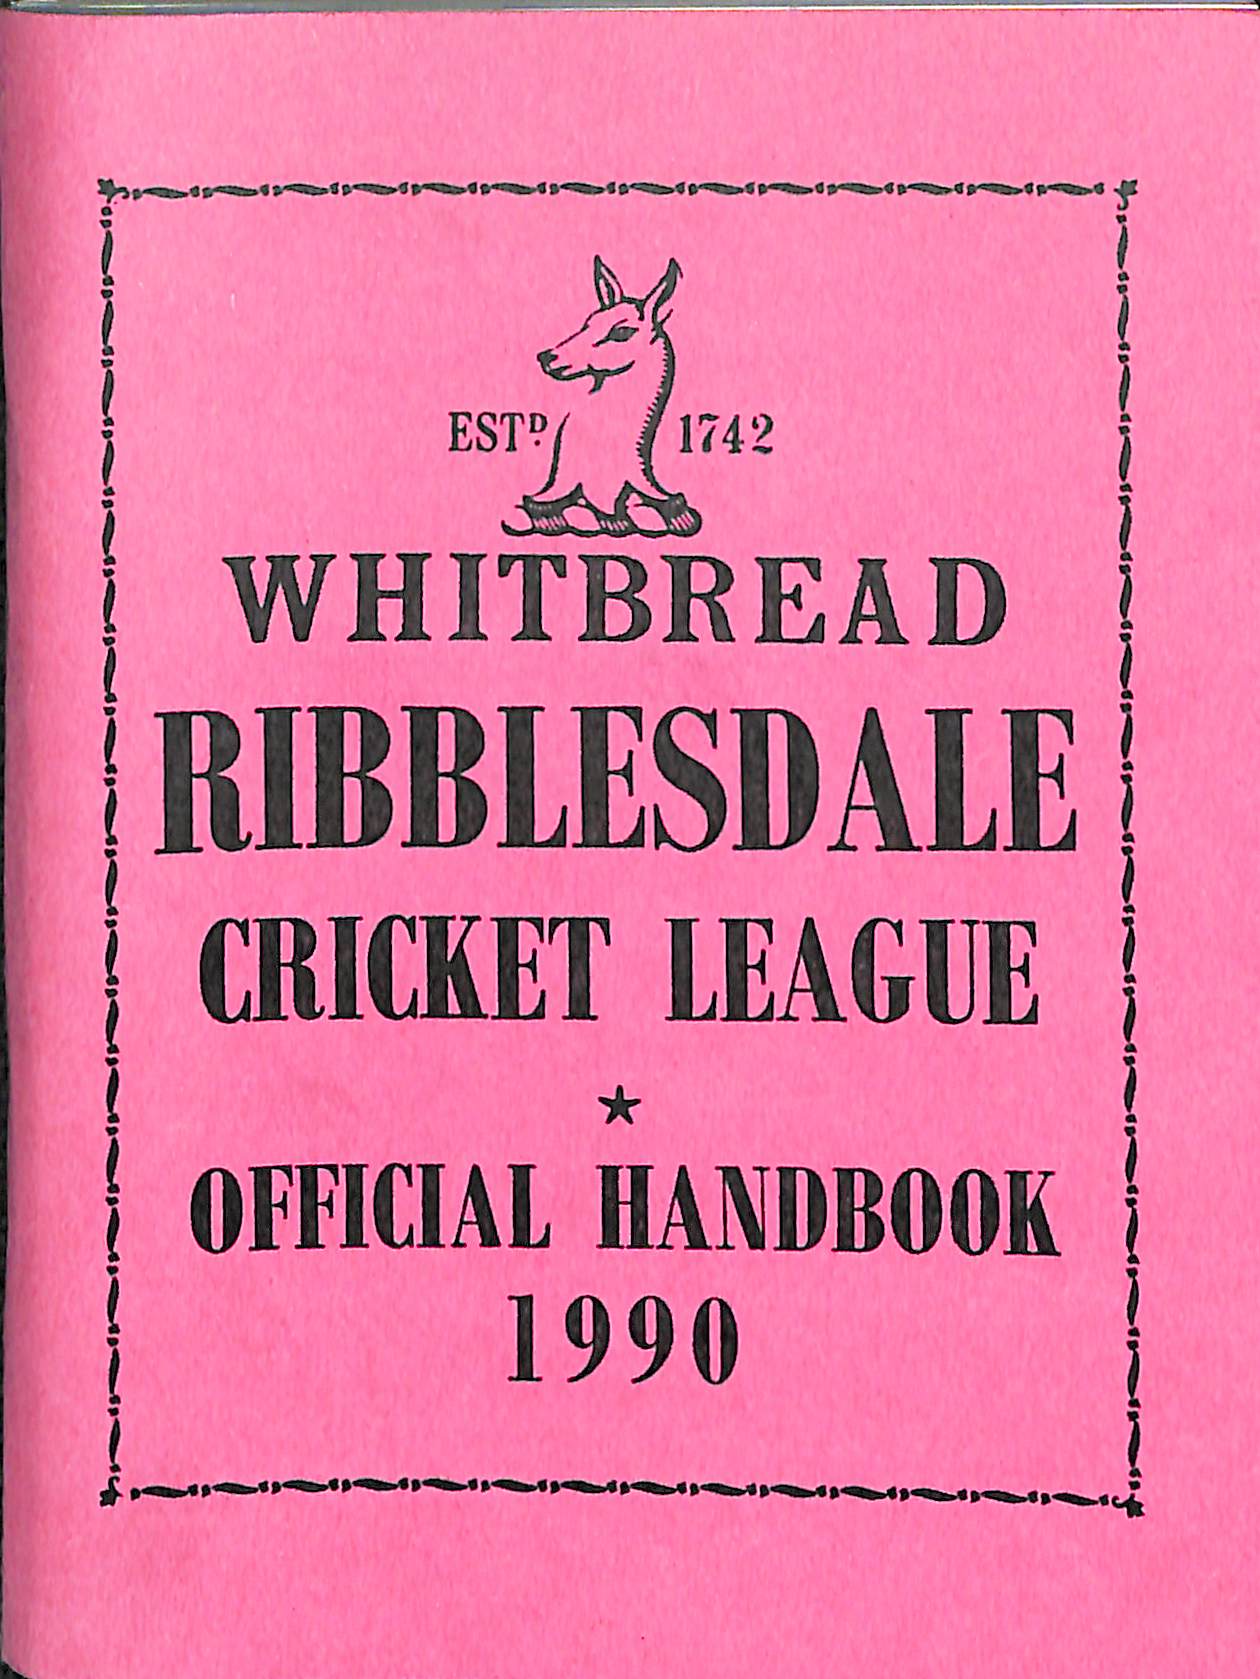 ESTD. 1742
WHITBREAD
RIBBLESDALE
CRICKET LEAGUE
★
OFFICIAL HANDBOOK
1990